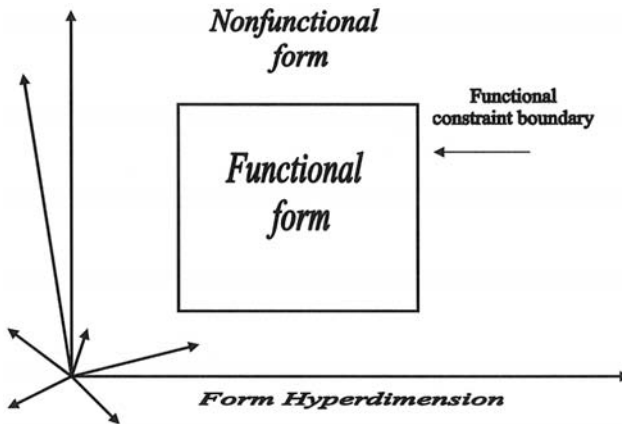 Nonfunctional
form
Functional
constraint boundary
Functional
form
Form Hyperdimension